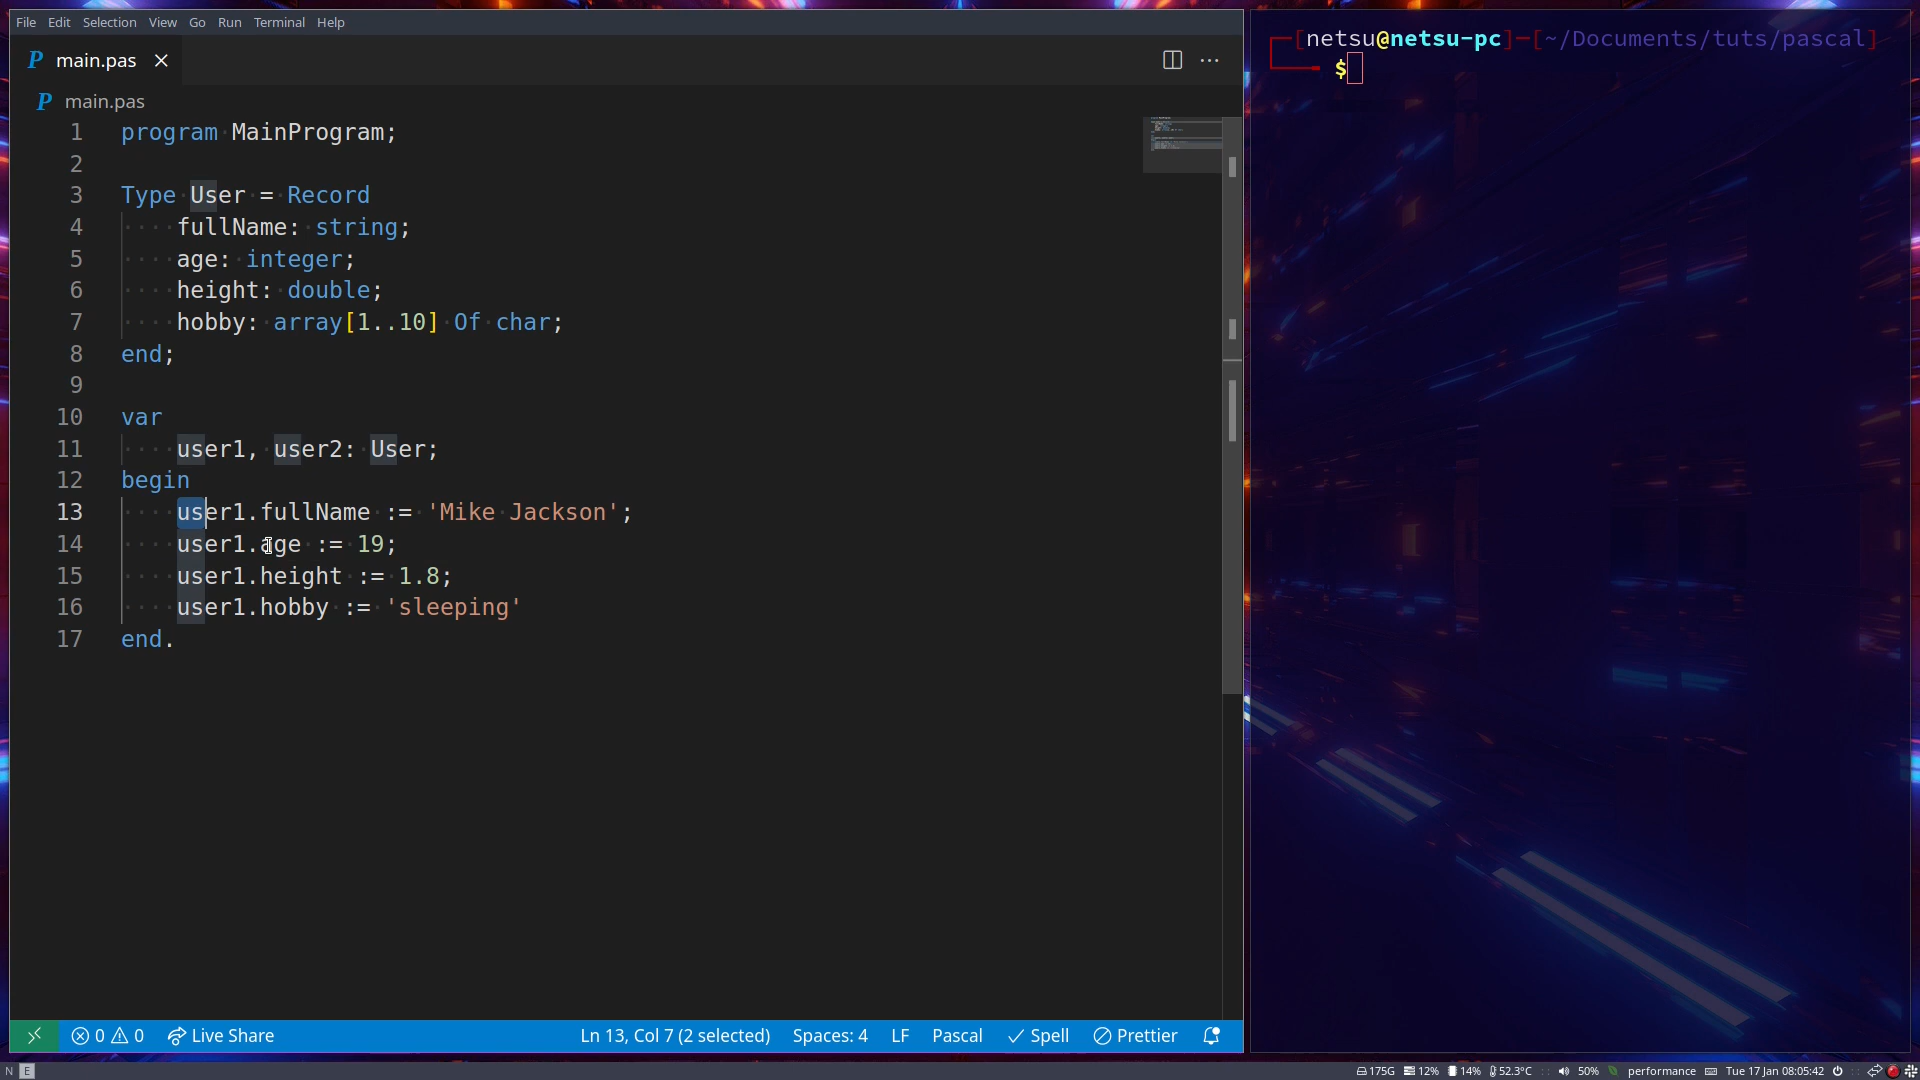 File Edit Selection View Go Run Terminal Help
main.pas
main.pas
1 program MainProgram;
2
3 Type User = Record
4 fullName: string;
5 age: integer;
6 height: double;
7 hobby: array[1..10] Of char;
8 end;
9
10 var
11 user1, user2: User;
12 begin
13 user1.fullName := 'Mike Jackson';
14 user1.age := 19;
15 user1.height := 1.8;
16 user1.hobby := 'sleeping'
17 end.
0 0 Live Share Ln 13, Col 7 (2 selected) Spaces: 4 LF Pascal Spell Prettier
[netsu@netsu-pc]-[~/Documents/tuts/pascal]
$
N E 175G 12% 14% 52.3°C 50% performance Tue 17 Jan 08:05:42